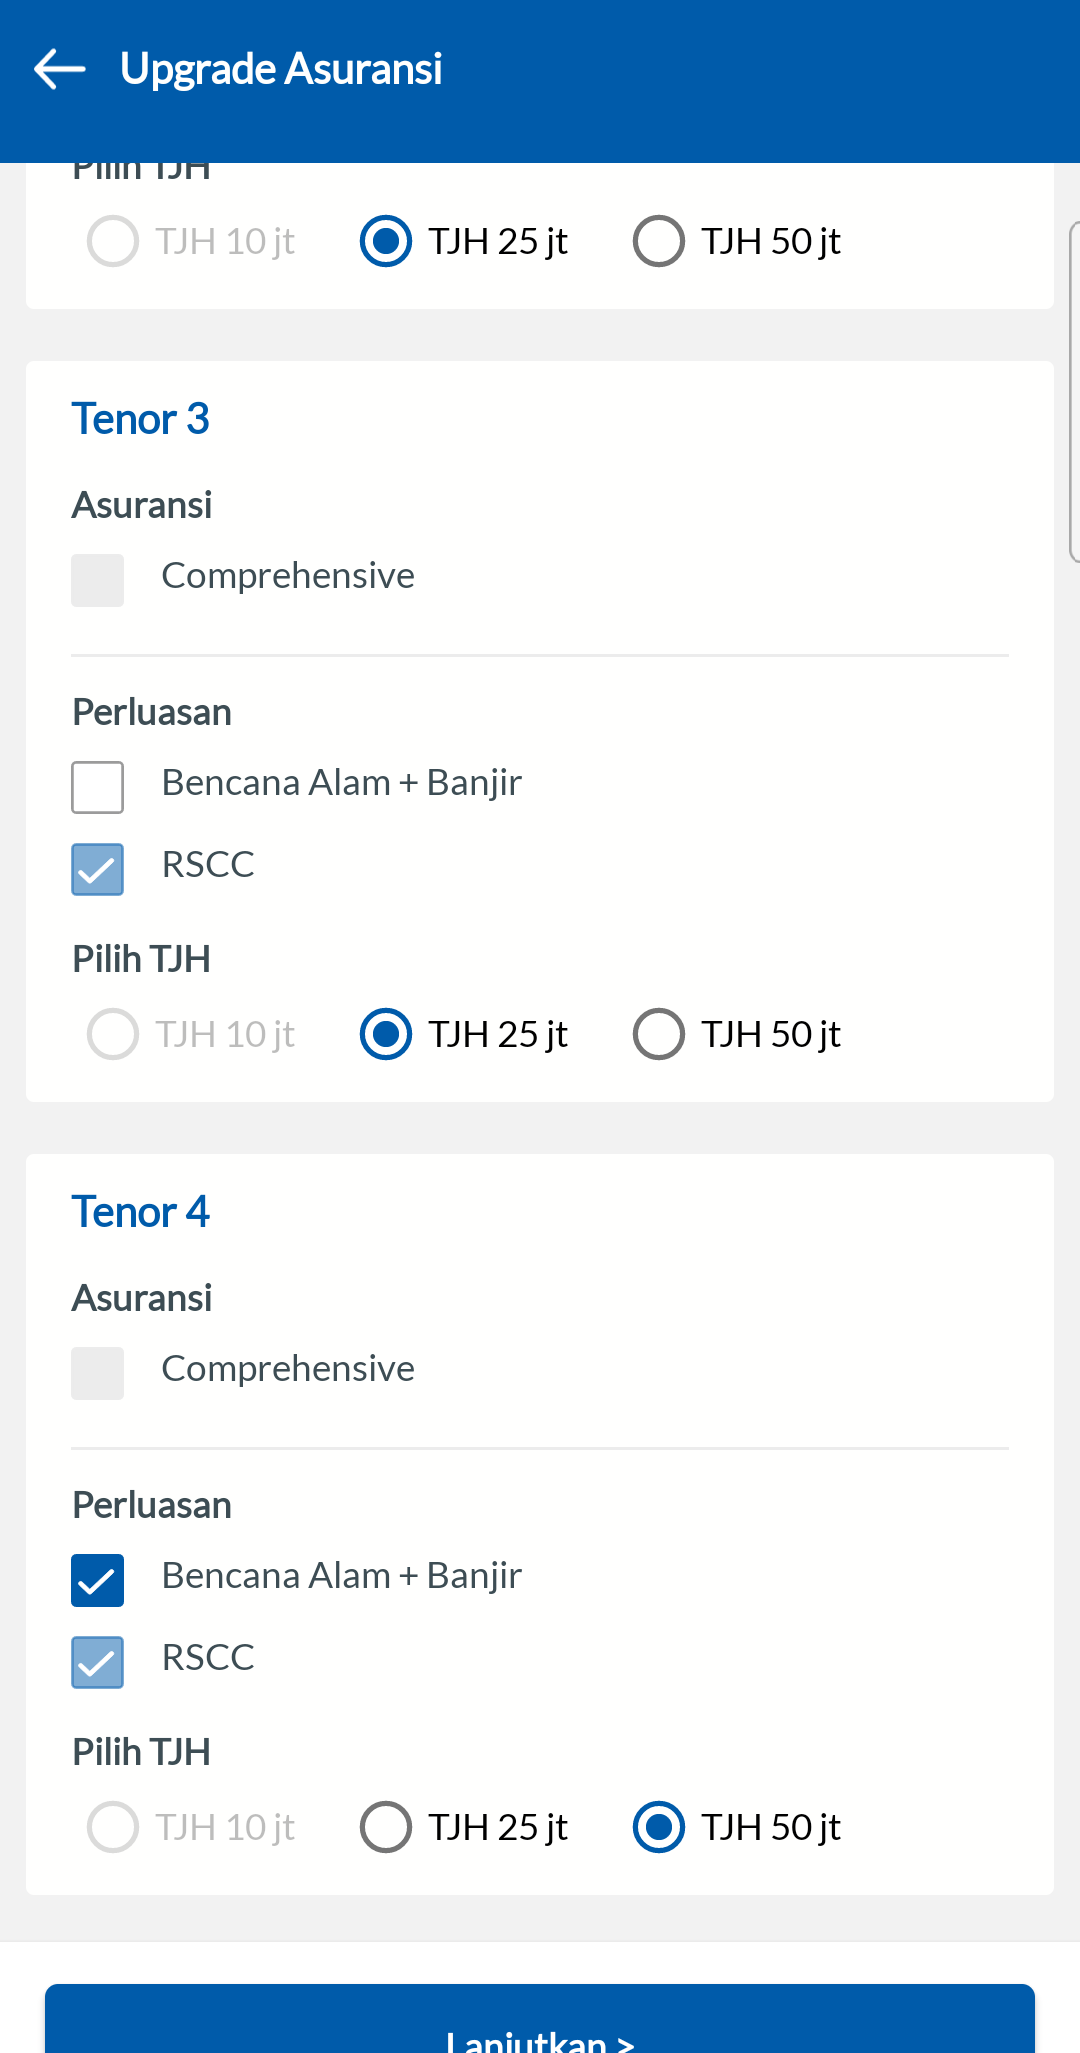 Upgrade Asuransi
Pilih TJH
TJH 10 jt TJH 25 jt TJH 50 jt
Tenor 3
Asuransi
Comprehensive
Perluasan
Bencana Alam + Banjir
RSCC
Pilih TJH
TJH 10 jt TJH 25 jt TJH 50 jt
Tenor 4
Asuransi
Comprehensive
Perluasan
Bencana Alam + Banjir
RSCC
Pilih TJH
TJH 10 jt TJH 25 jt TJH 50 jt
Lanjutkan >